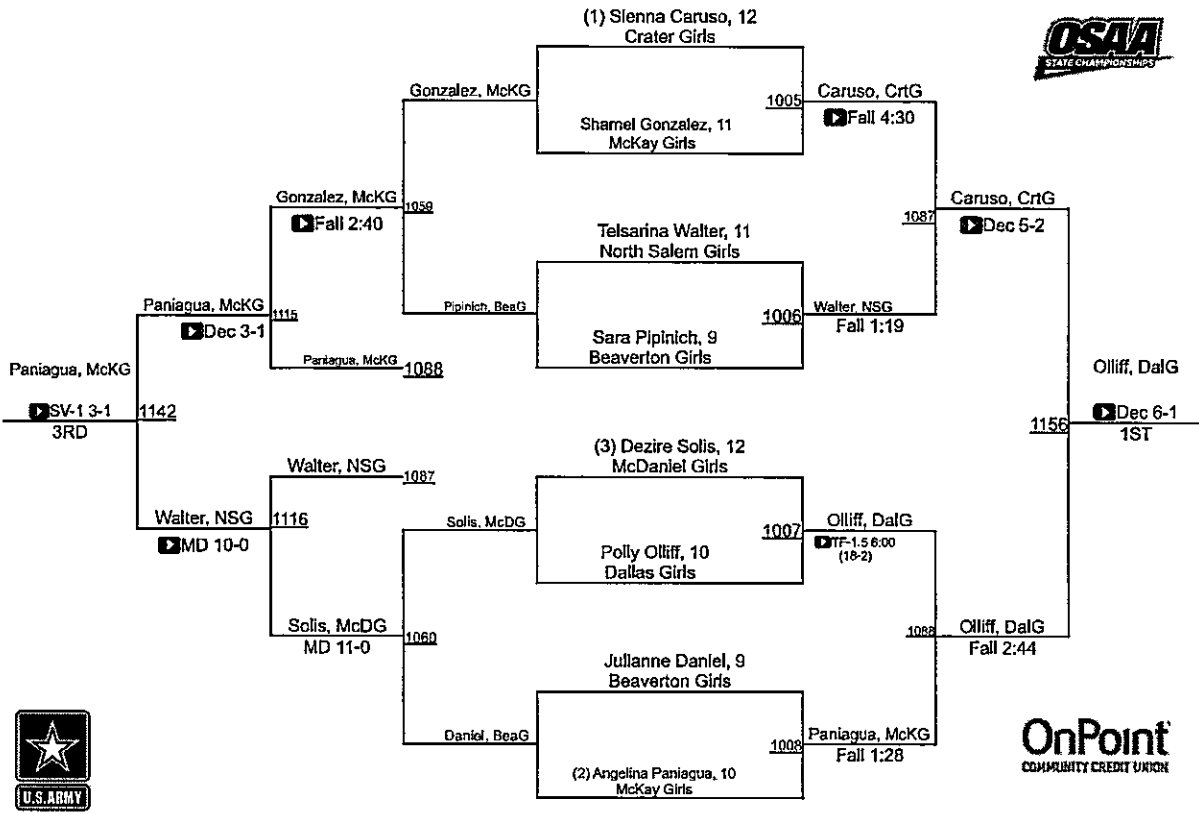 (1) Sienna Caruso, 12
Crater Girls
OSAA
STATE CHAMPIONSHIPS
Gonzalez, McKG
1005
Caruso, CrtG
Fall 4:30
Shamel Gonzalez, 11
McKay Girls
Gonzalez, McKG
Fall 2:40
1059
Caruso, CrtG
1087
Dec 5-2
Telsarina Walter, 11
North Salem Girls
Paniagua, McKG
1115
Dec 3-1
Pipinich, BeaG
1006
Walter, NSG
Fall 1:19
Sara Pipinich, 9
Beaverton Girls
Paniagua, McKG
1088
Paniagua, McKG
SV-1 3-1
1142
3RD
Olliff, DalG
1156
Dec 6-1
1ST
(3) Dezire Solis, 12
McDaniel Girls
Walter, NSG
1087
Walter, NSG
1116
MD 10-0
Solis, McDG
1007
Olliff, DalG
TF-1.5 6:00
(18-2)
Polly Olliff, 10
Dallas Girls
Solis, McDG
MD 11-0
1060
1088
Olliff, DalG
Fall 2:44
Julianne Daniel, 9
Beaverton Girls
Daniel, BeaG
1008
Paniagua, McKG
Fall 1:28
(2) Angelina Paniagua, 10
McKay Girls
U.S.ARMY
OnPoint
COMMUNITY CREDIT UNION